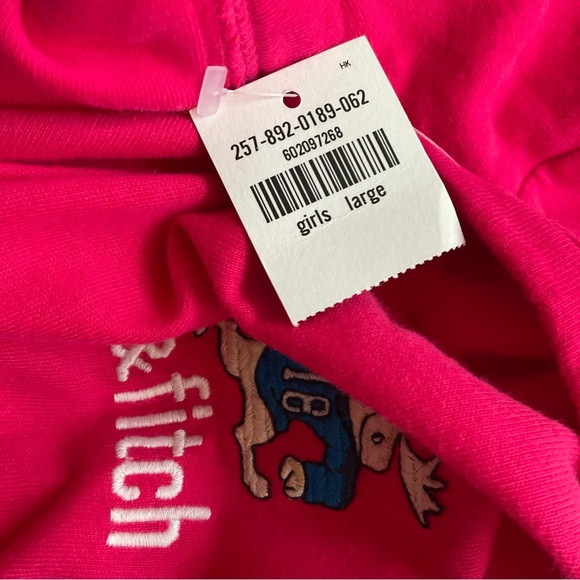 HK
257-892-0189-062
602097268
girls large
&fitch
18